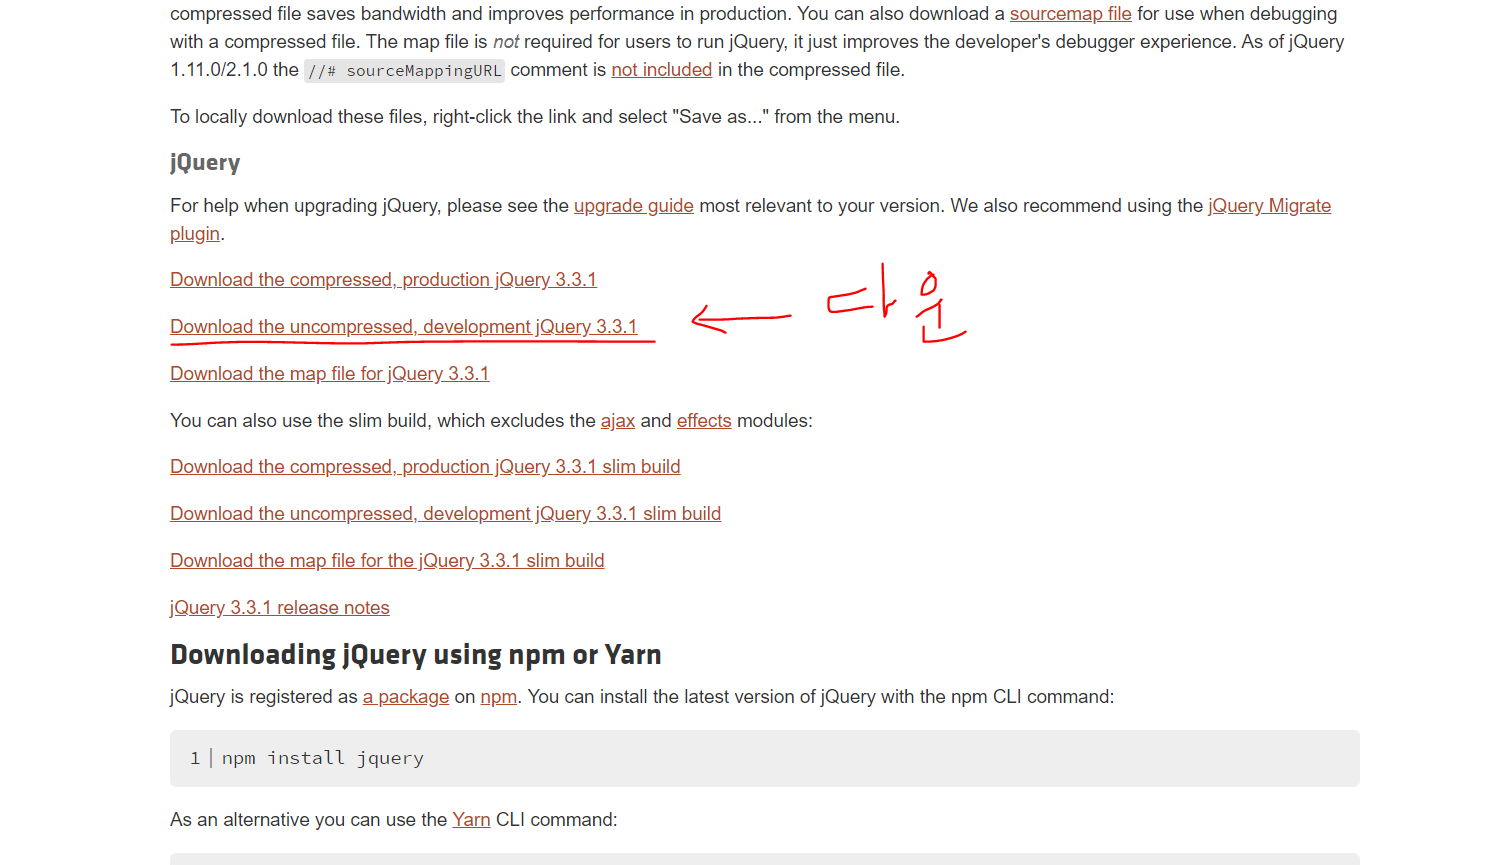 compressed file saves bandwidth and improves performance in production. You can also download a sourcemap file for use when debugging
with a compressed file. The map file is not required for users to run jQuery, it just improves the developer's debugger experience. As of jQuery
1.11.0/2.1.0 the //# sourceMappingURL comment is not included in the compressed file.
To locally download these files, right-click the link and select "Save as..." from the menu.
jQuery
For help when upgrading jQuery, please see the upgrade guide most relevant to your version. We also recommend using the jQuery Migrate
plugin.
Download the compressed, production jQuery 3.3.1
Download the uncompressed, development jQuery 3.3.1
다운
Download the map file for jQuery 3.3.1
You can also use the slim build, which excludes the ajax and effects modules:
Download the compressed, production jQuery 3.3.1 slim build
Download the uncompressed, development jQuery 3.3.1 slim build
Download the map file for the jQuery 3.3.1 slim build
jQuery 3.3.1 release notes
Downloading jQuery using npm or Yarn
jQuery is registered as a package on npm. You can install the latest version of jQuery with the npm CLI command:
1 npm install jquery
As an alternative you can use the Yarn CLI command: